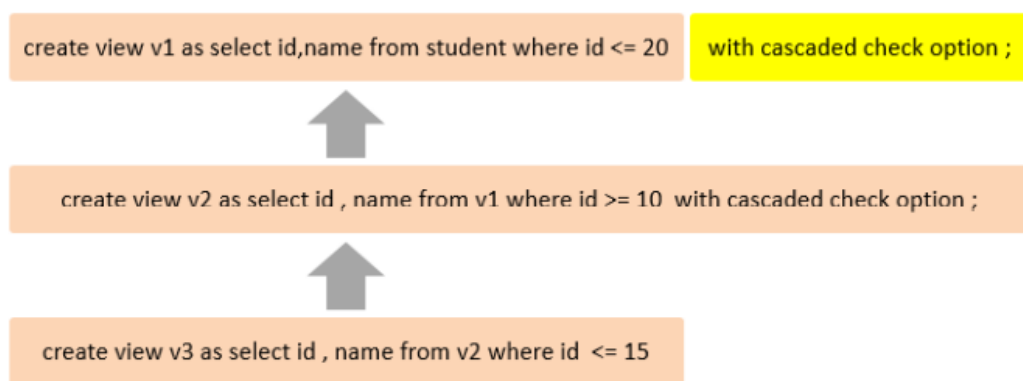 create view v1 as select id,name from student where id <= 20 with cascaded check option ;
create view v2 as select id , name from v1 where id >= 10 with cascaded check option ;
create view v3 as select id , name from v2 where id <= 15